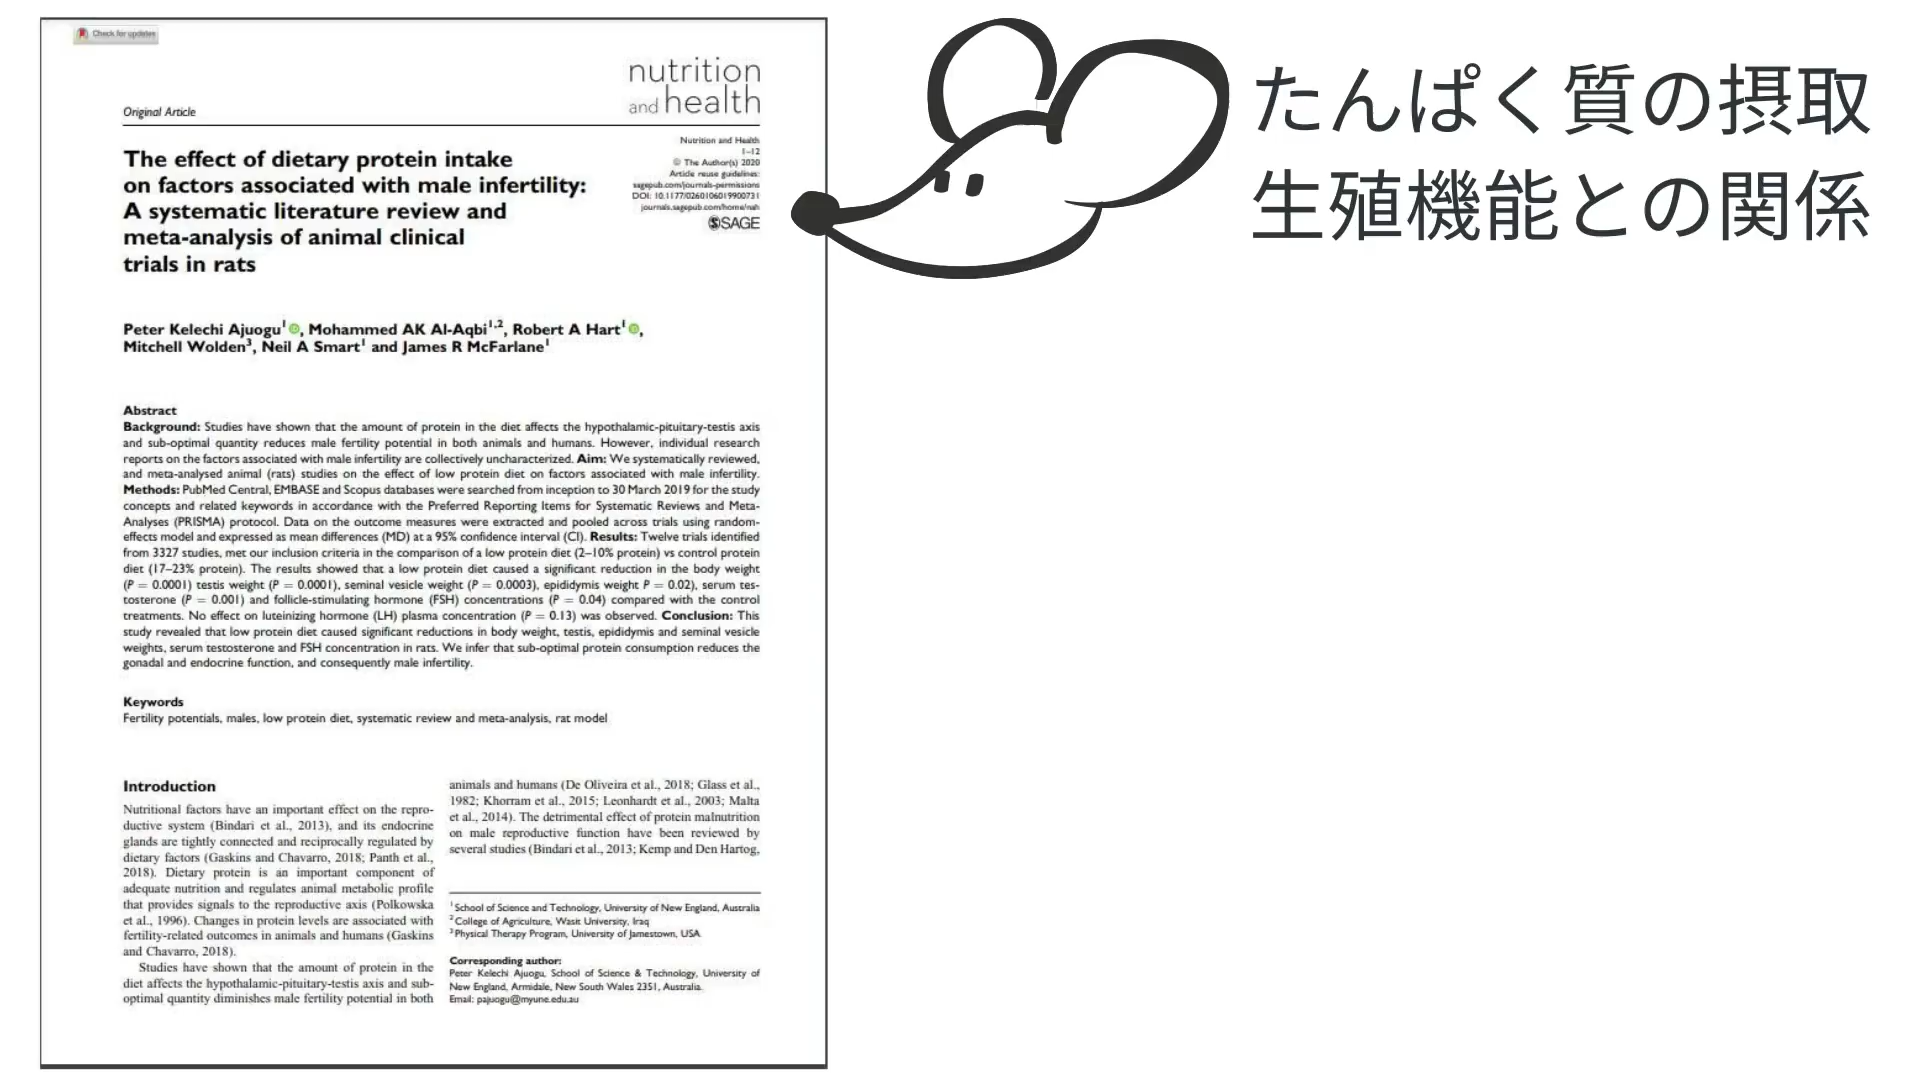 Check for updates
nutrition
and health
Original Article
Nutrition and Health
1–12
© The Author(s) 2020
Article reuse guidelines:
sagepub.com/journals-permissions
DOI: 10.1177/0260106019900731
journals.sagepub.com/home/nah
SAGE
The effect of dietary protein intake
on factors associated with male infertility:
A systematic literature review and
meta-analysis of animal clinical
trials in rats
Peter Kelechi Ajuogu1, Mohammed AK Al-Aqbi1,2, Robert A Hart1,
Mitchell Wolden3, Neil A Smart1 and James R McFarlane1
Abstract
Background: Studies have shown that the amount of protein in the diet affects the hypothalamic-pituitary-testis axis
and sub-optimal quantity reduces male fertility potential in both animals and humans. However, individual research
reports on the factors associated with male infertility are collectively uncharacterized. Aim: We systematically reviewed,
and meta-analysed animal (rats) studies on the effect of low protein diet on factors associated with male infertility.
Methods: PubMed Central, EMBASE and Scopus databases were searched from inception to 30 March 2019 for the study
concepts and related keywords in accordance with the Preferred Reporting Items for Systematic Reviews and Meta-
Analyses (PRISMA) protocol. Data on the outcome measures were extracted and pooled across trials using random-
effects model and expressed as mean differences (MD) at a 95% confidence interval (CI). Results: Twelve trials identified
from 3327 studies, met our inclusion criteria in the comparison of a low protein diet (2–10% protein) vs control protein
diet (17–23% protein). The results showed that a low protein diet caused a significant reduction in the body weight
(P = 0.0001) testis weight (P = 0.0001), seminal vesicle weight (P = 0.0003), epididymis weight P = 0.02), serum tes-
tosterone (P = 0.001) and follicle-stimulating hormone (FSH) concentrations (P = 0.04) compared with the control
treatments. No effect on luteinizing hormone (LH) plasma concentration (P = 0.13) was observed. Conclusion: This
study revealed that low protein diet caused significant reductions in body weight, testis, epididymis and seminal vesicle
weights, serum testosterone and FSH concentration in rats. We infer that sub-optimal protein consumption reduces the
gonadal and endocrine function, and consequently male infertility.
Keywords
Fertility potentials, males, low protein diet, systematic review and meta-analysis, rat model
Introduction
Nutritional factors have an important effect on the repro-
ductive system (Bindari et al., 2013), and its endocrine
glands are tightly connected and reciprocally regulated by
dietary factors (Gaskins and Chavarro, 2018; Panth et al.,
2018). Dietary protein is an important component of
adequate nutrition and regulates animal metabolic profile
that provides signals to the reproductive axis (Polkowska
et al., 1996). Changes in protein levels are associated with
fertility-related outcomes in animals and humans (Gaskins
and Chavarro, 2018).
Studies have shown that the amount of protein in the
diet affects the hypothalamic-pituitary-testis axis and sub-
optimal quantity diminishes male fertility potential in both
animals and humans (De Oliveira et al., 2018; Glass et al.,
1982; Khorram et al., 2015; Leonhardt et al., 2003; Malta
et al., 2014). The detrimental effect of protein malnutrition
on male reproductive function have been reviewed by
several studies (Bindari et al., 2013; Kemp and Den Hartog,
1 School of Science and Technology, University of New England, Australia
2 College of Agriculture, Wasit University, Iraq
3 Physical Therapy Program, University of Jamestown, USA
Corresponding author:
Peter Kelechi Ajuogu, School of Science & Technology, University of
New England, Armidale, New South Wales 2351, Australia.
Email: pajuogu@myune.edu.au
たんぱく質の摂取
生殖機能との関係